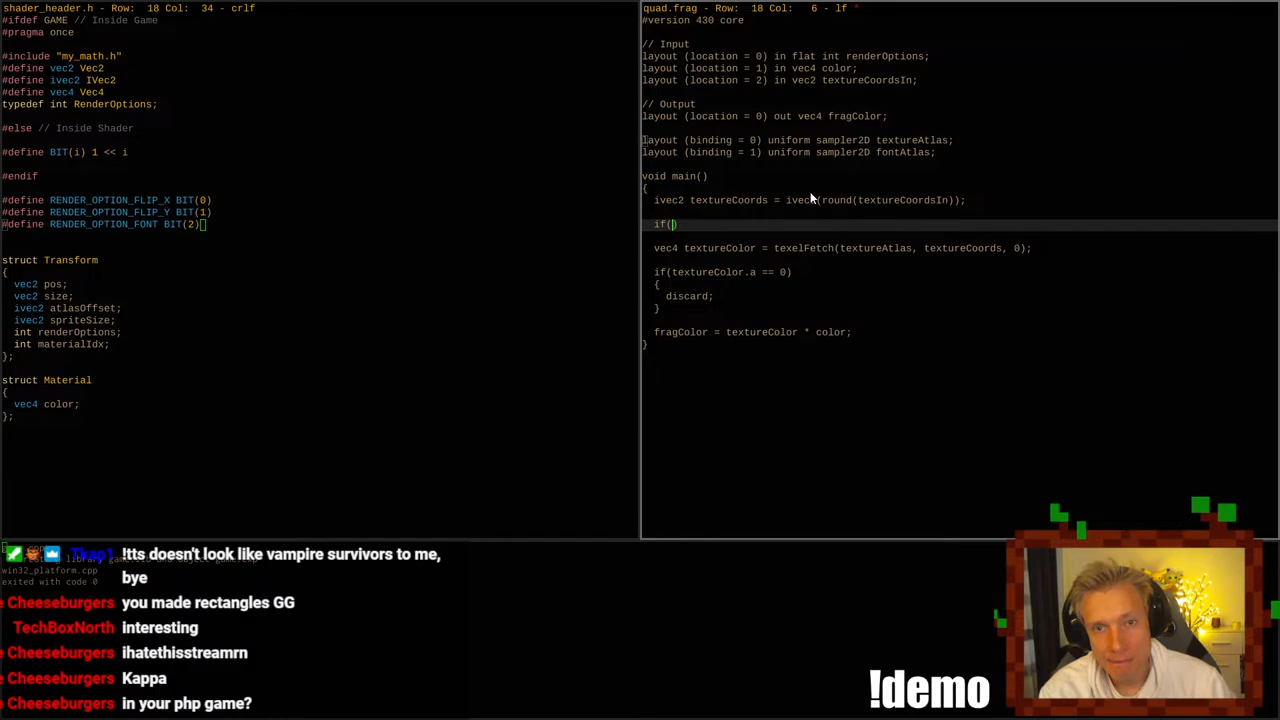 shader_header.h - Row: 18 Col: 34 - crlf
#ifdef GAME // Inside Game
#pragma once
#include "my_math.h"
#define vec2 Vec2
#define ivec2 IVec2
#define vec4 Vec4
typedef int RenderOptions;
#else // Inside Shader
#define BIT(i) 1 << i
#endif
#define RENDER_OPTION_FLIP_X BIT(0)
#define RENDER_OPTION_FLIP_Y BIT(1)
#define RENDER_OPTION_FONT BIT(2)
struct Transform
{
vec2 pos;
vec2 size;
ivec2 atlasOffset;
ivec2 spriteSize;
int renderOptions;
int materialIdx;
};
struct Material
{
vec4 color;
};
quad.frag - Row: 18 Col: 6 - lf *
#version 430 core
// Input
layout (location = 0) in flat int renderOptions;
layout (location = 1) in vec4 color;
layout (location = 2) in vec2 textureCoordsIn;
// Output
layout (location = 0) out vec4 fragColor;
layout (binding = 0) uniform sampler2D textureAtlas;
layout (binding = 1) uniform sampler2D fontAtlas;
void main()
{
ivec2 textureCoords = ivec2(round(textureCoordsIn));
if()
vec4 textureColor = texelFetch(textureAtlas, textureCoords, 0);
if(textureColor.a == 0)
{
discard;
}
fragColor = textureColor * color;
}
Tkap1 !tts doesn't look like vampire survivors to me,
bye
win32_platform.cpp
exited with code 0
e Cheeseburgers you made rectangles GG
TechBoxNorth interesting
e Cheeseburgers ihatethisstreamrn
e Cheeseburgers Kappa
e Cheeseburgers in your php game?
!demo